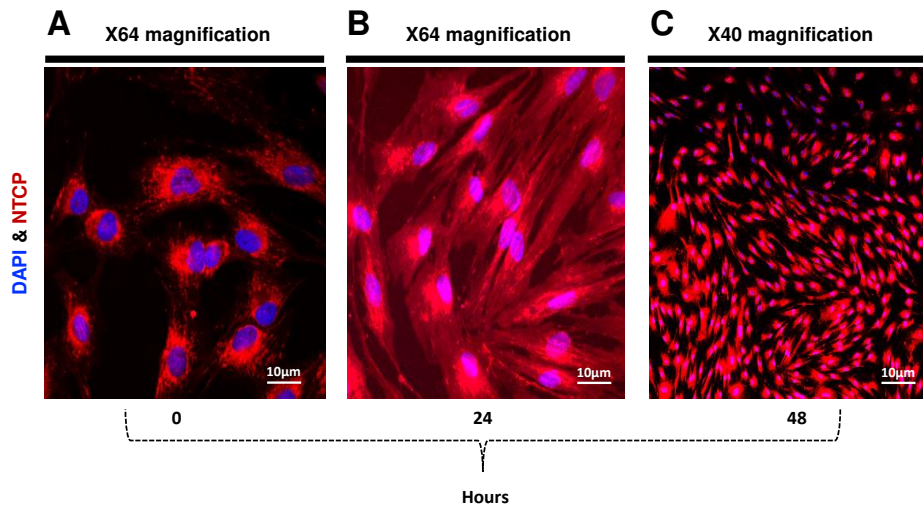 A
X64 magnification
B
X64 magnification
C
X40 magnification
DAPI & NTCP
10μm
10μm
10μm
0
24
48
Hours